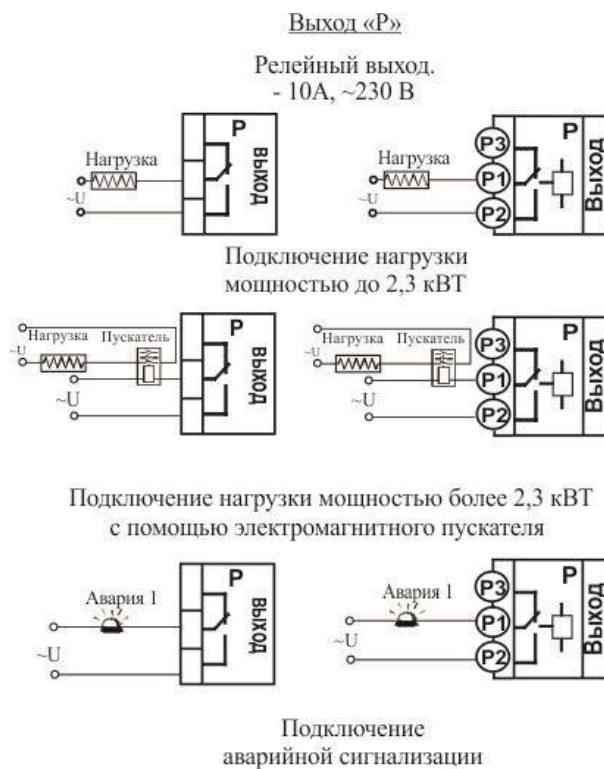 Выход «Р»
Релейный выход.
- 10А, ~230 В
Нагрузка
~U
Р
ВЫХОД
Нагрузка
~U
Р3
Р1
Р2
Р
Выход
Подключение нагрузки
мощностью до 2,3 кВТ
Нагрузка
Пускатель
~U
~U
Р
ВЫХОД
Нагрузка
Пускатель
~U
~U
Р3
Р1
Р2
Р
Выход
Подключение нагрузки мощностью более 2,3 кВТ
с помощью электромагнитного пускателя
Авария 1
~U
Р
ВЫХОД
Авария 1
~U
Р3
Р1
Р2
Р
Выход
Подключение
аварийной сигнализации